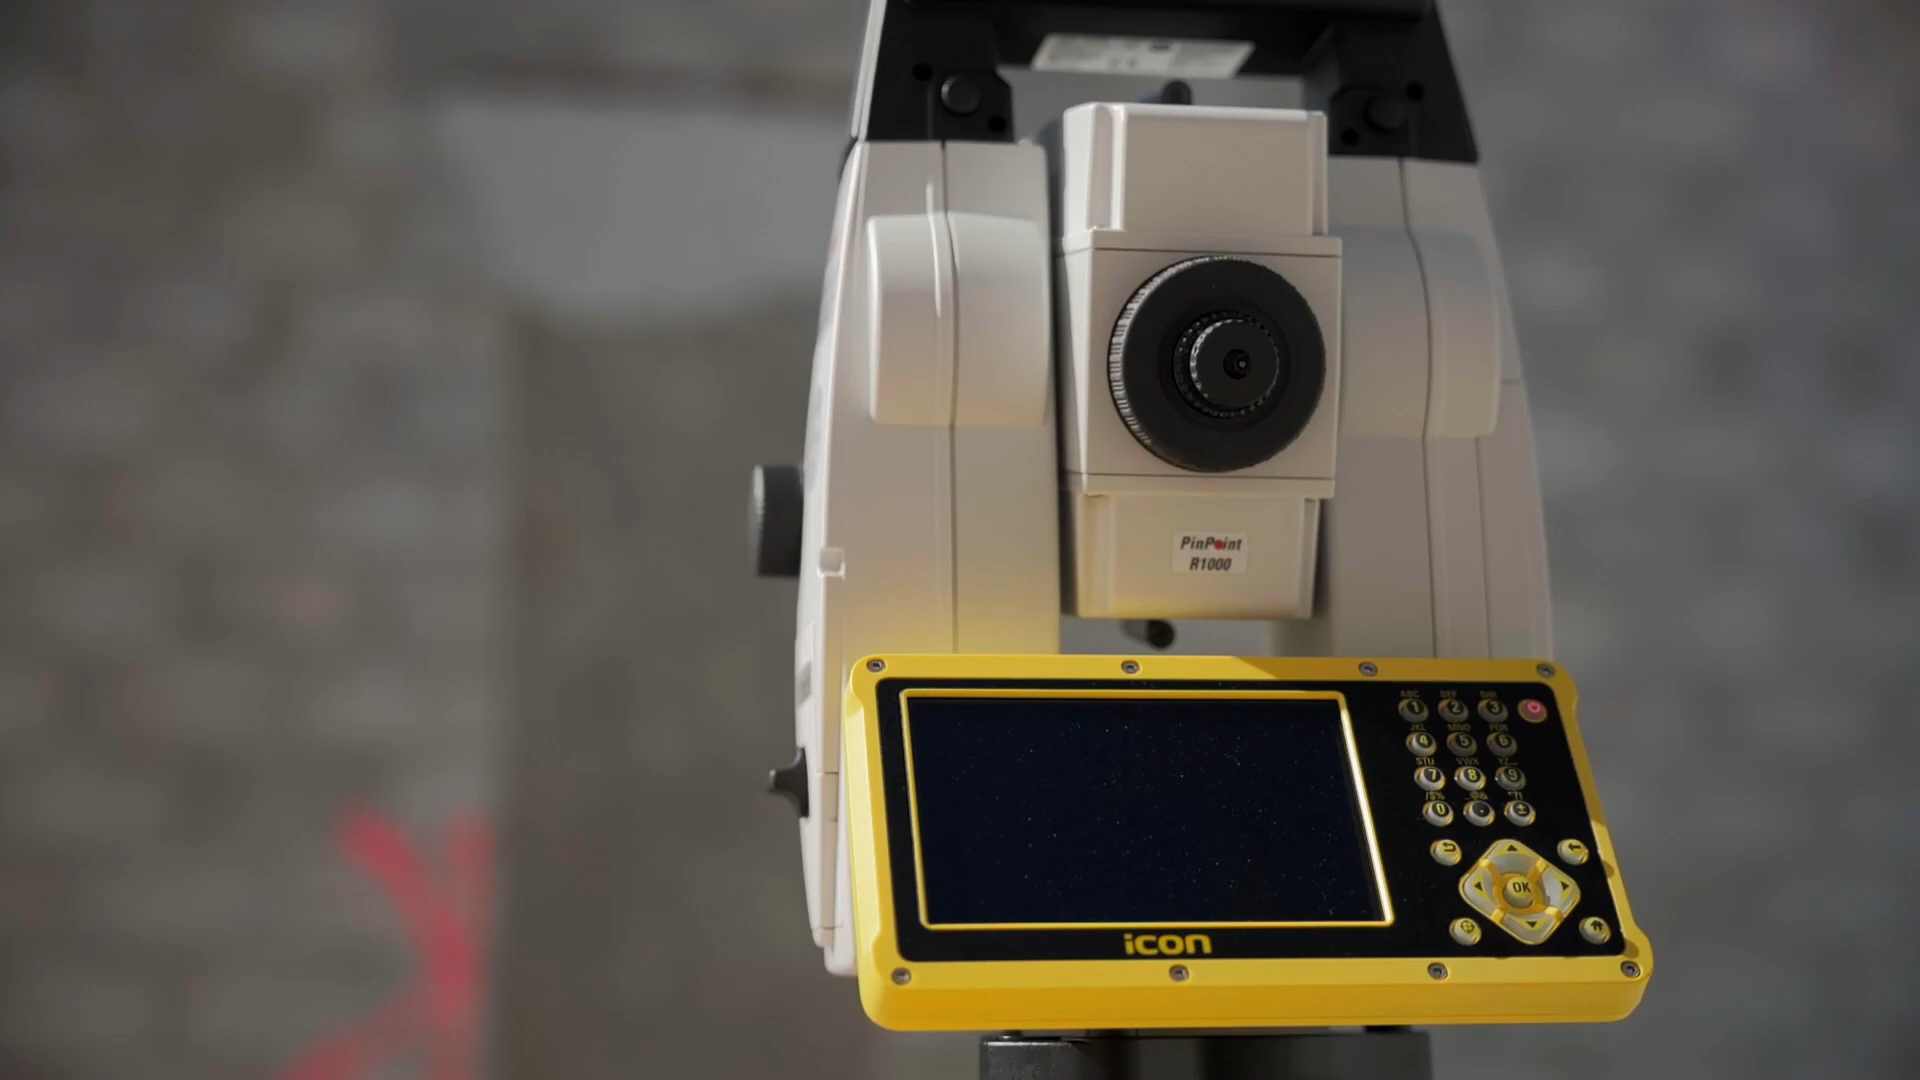 PinPoint
R1000
ABC DEF GHI
1 2 3
JKL MNO PQR
4 5 6
STU VWX YZ_
7 8 9
/$% _@& *?!
0 . ±
OK
iCON